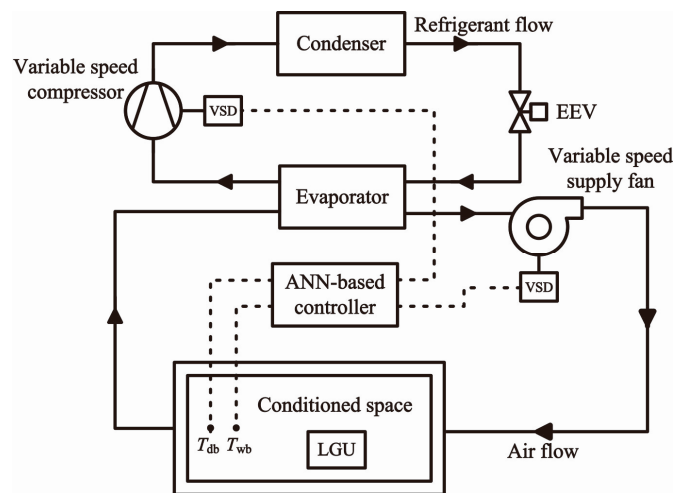 Condenser
Refrigerant flow
Variable speed
compressor
VSD
EEV
Variable speed
supply fan
Evaporator
ANN-based
controller
VSD
Conditioned space
Tdb Twb
LGU
Air flow